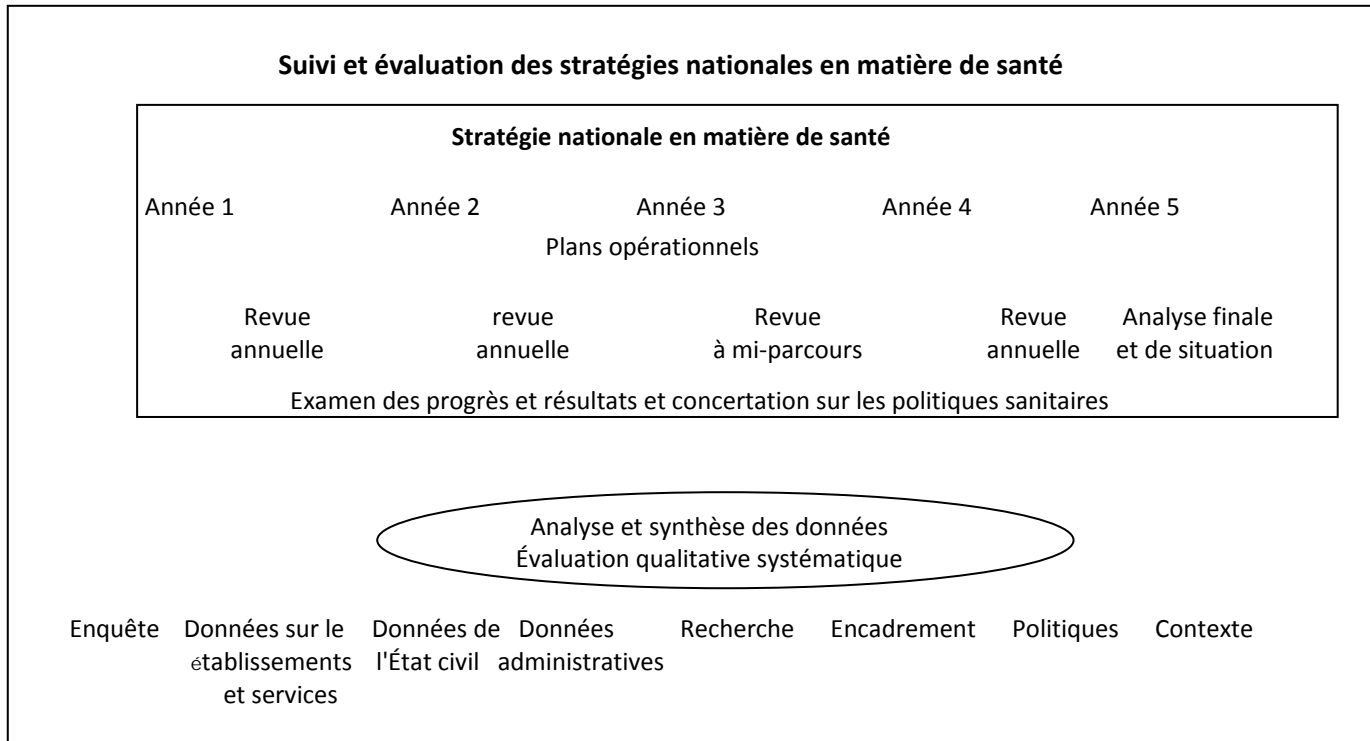 Suivi et évaluation des stratégies nationales en matière de santé
Stratégie nationale en matière de santé
Année 1 Année 2 Année 3 Année 4 Année 5
Plans opérationnels
Revue revue Revue Revue Analyse finale
annuelle annuelle à mi-parcours annuelle et de situation
Examen des progrès et résultats et concertation sur les politiques sanitaires
Analyse et synthèse des données
Évaluation qualitative systématique
Enquête Données sur le Données de Données Recherche Encadrement Politiques Contexte
établissements l'État civil administratives
et services